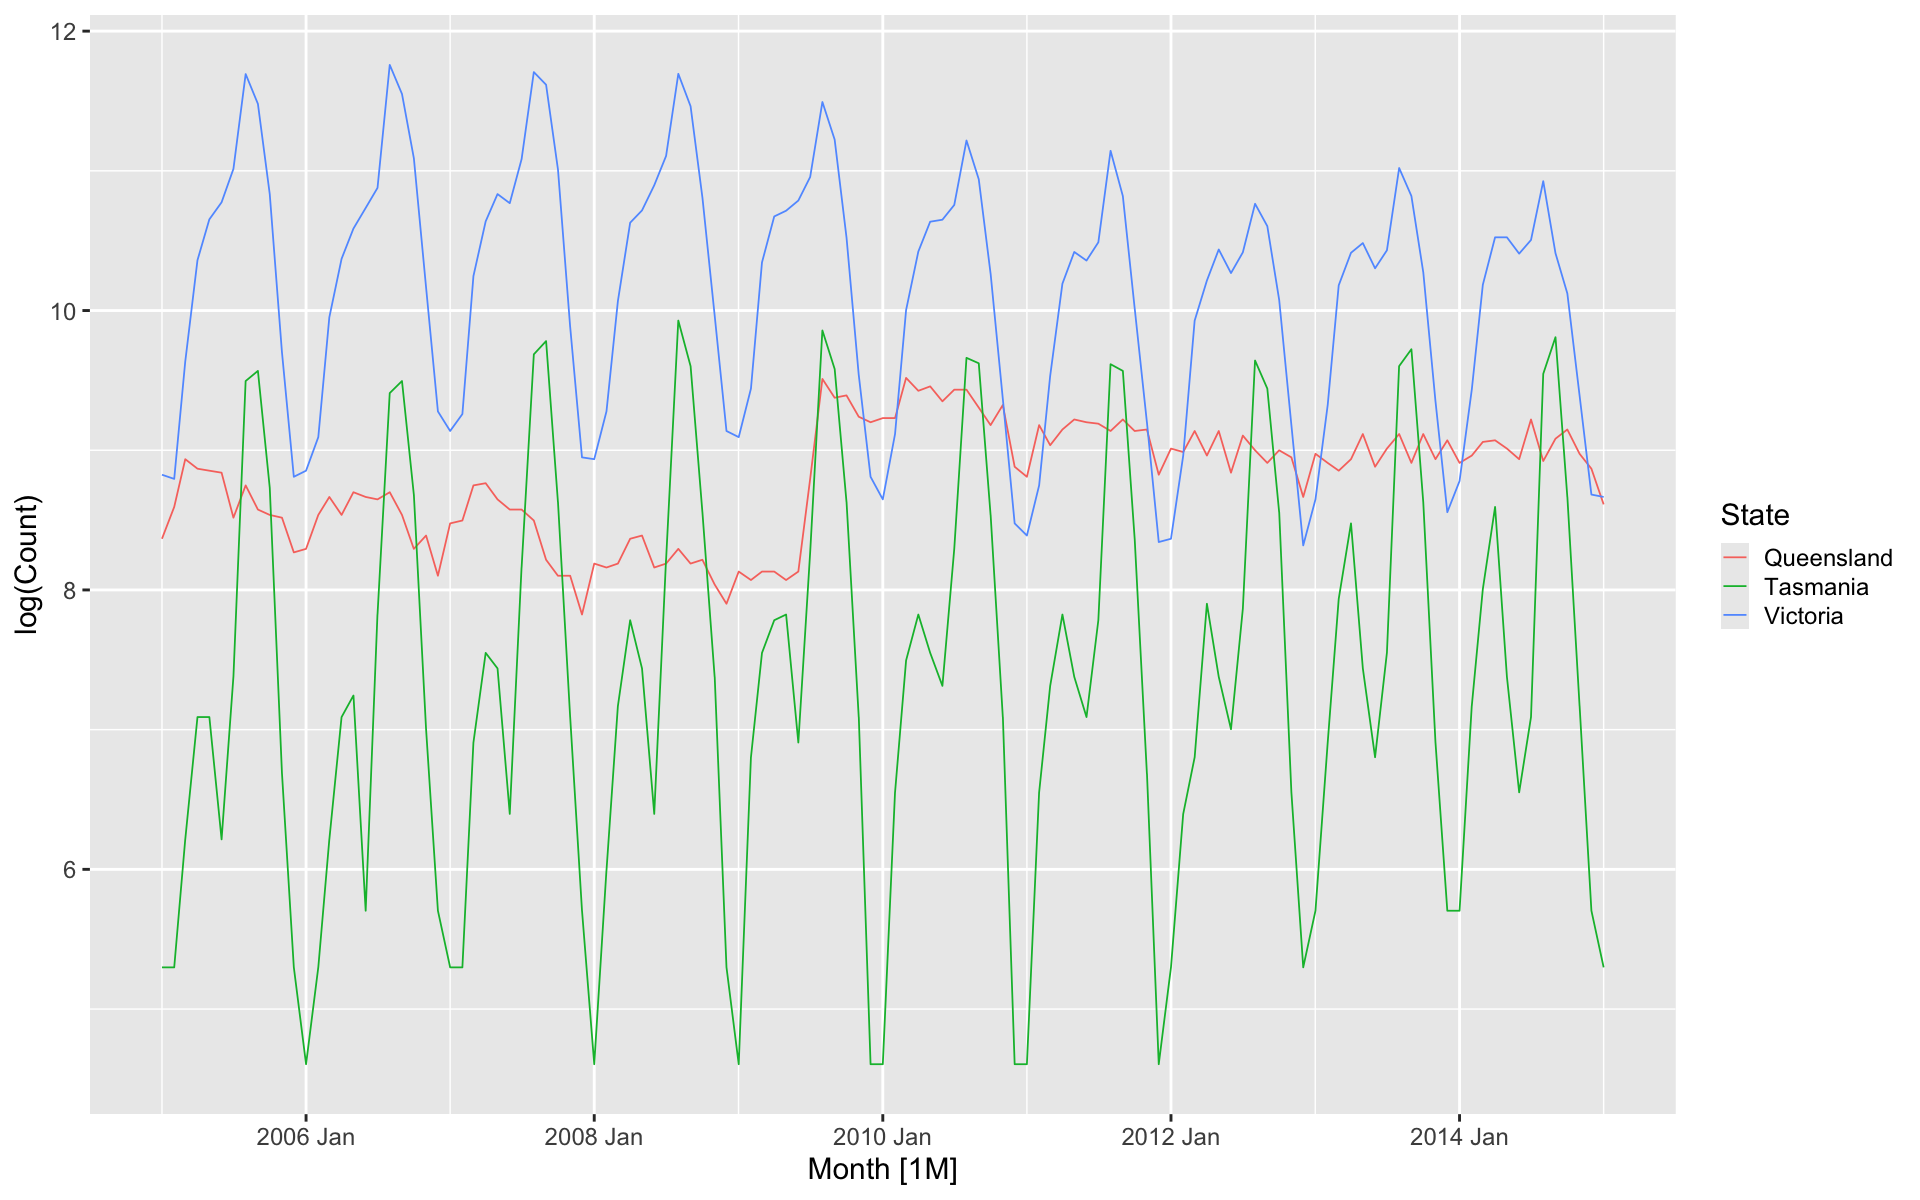 12
10
8
6
log(Count)
2006 Jan
2008 Jan
2010 Jan
2012 Jan
2014 Jan
Month [1M]
State
Queensland
Tasmania
Victoria